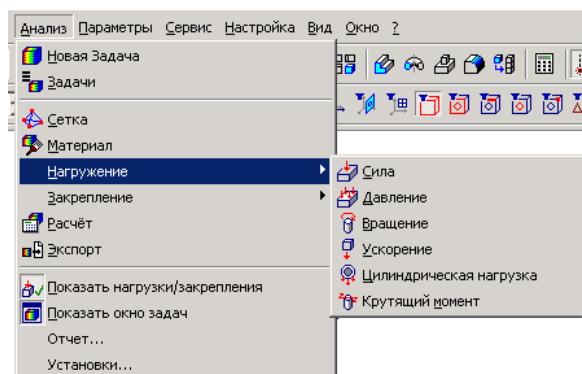 Анализ Параметры Сервис Настройка Вид Окно ?
Новая Задача
Задачи
Сетка
Материал
Нагружение
Закрепление
Расчёт
Экспорт
Показать нагрузки/закрепления
Показать окно задач
Отчет...
Установки...
Сила
Давление
Вращение
Ускорение
Цилиндрическая нагрузка
Крутящий момент